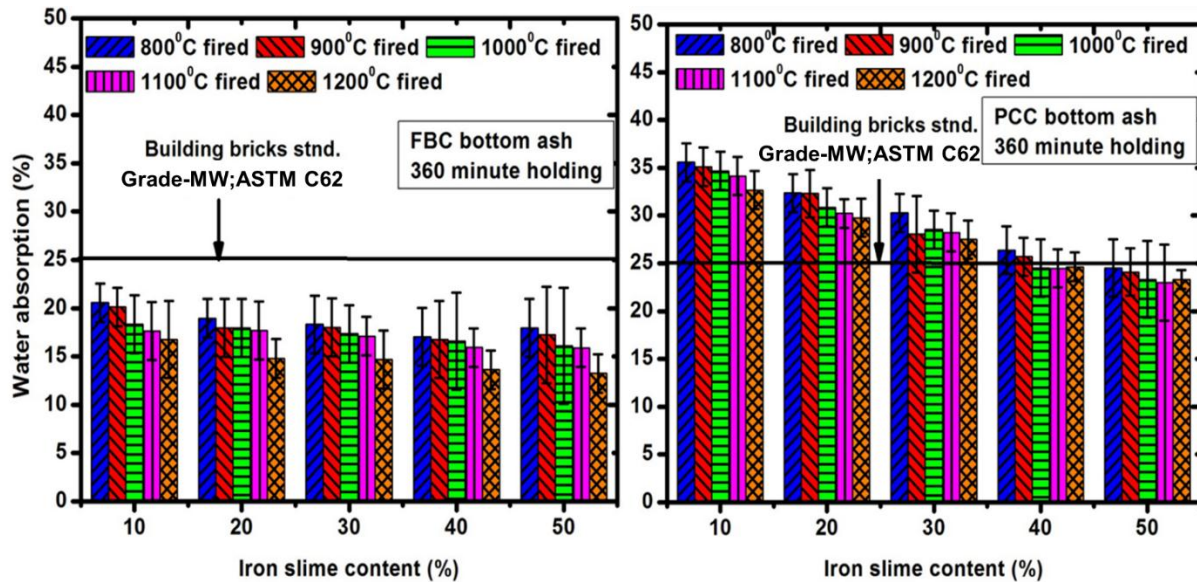 50
45
40
35
30
25
20
15
10
5
0
Water absorption (%)
800⁰C fired 900⁰C fired 1000⁰C fired
1100⁰C fired 1200⁰C fired
Building bricks stnd.
Grade-MW;ASTM C62
FBC bottom ash
360 minute holding
10 20 30 40 50
Iron slime content (%)
50
45
40
35
30
25
20
15
10
5
0
800⁰C fired 900⁰C fired 1000⁰C fired
1100⁰C fired 1200⁰C fired
Building bricks stnd.
Grade-MW;ASTM C62
PCC bottom ash
360 minute holding
10 20 30 40 50
Iron slime content (%)